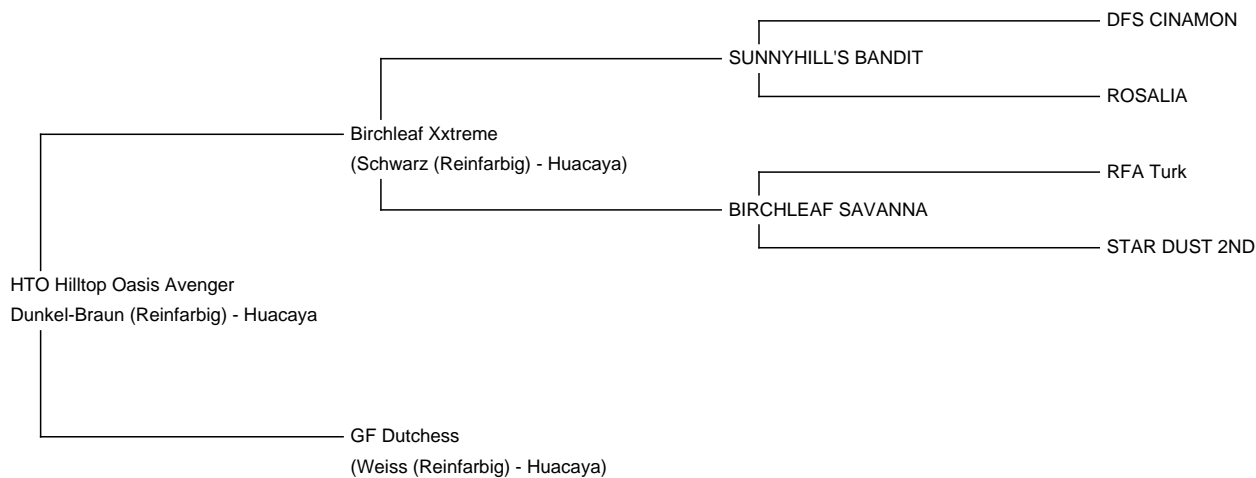 DFS CINAMON
SUNNYHILL'S BANDIT
ROSALIA
Birchleaf Xxtreme
(Schwarz (Reinfarbig) - Huacaya)
RFA Turk
BIRCHLEAF SAVANNA
STAR DUST 2ND
HTO Hilltop Oasis Avenger
Dunkel-Braun (Reinfarbig) - Huacaya
GF Dutchess
(Weiss (Reinfarbig) - Huacaya)